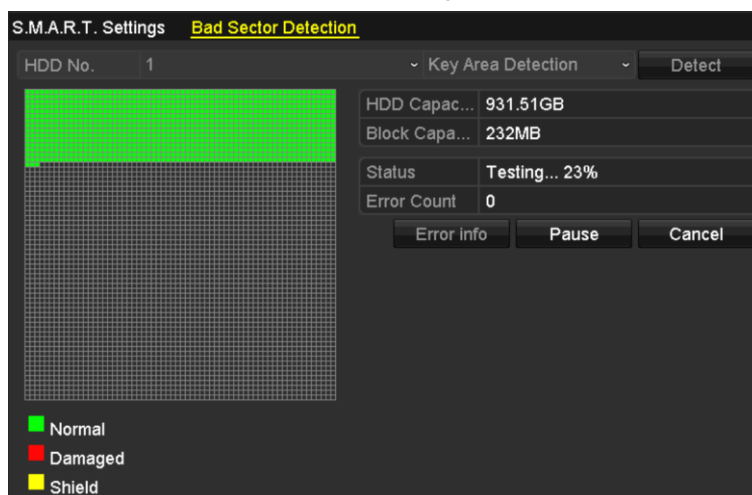 S.M.A.R.T. Settings Bad Sector Detection
HDD No. 1 Key Area Detection Detect
HDD Capac... 931.51GB
Block Capa... 232MB
Status Testing... 23%
Error Count 0
Error info Pause Cancel
Normal
Damaged
Shield